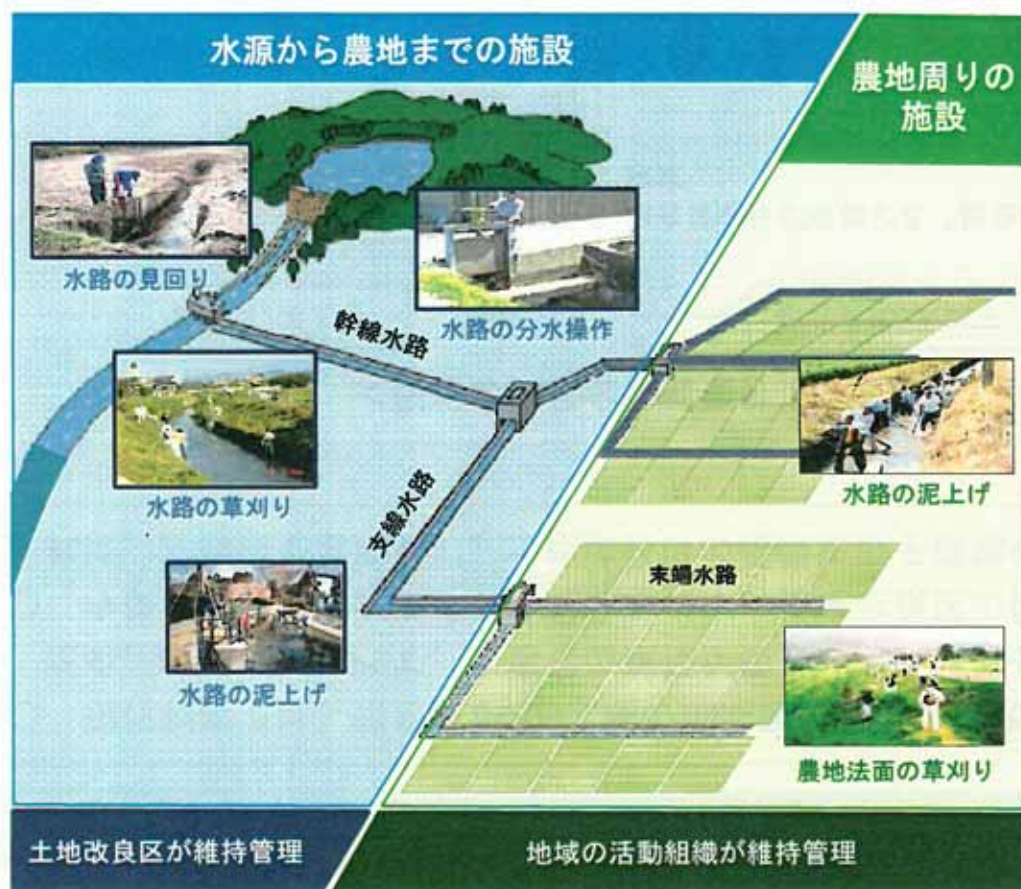 水源から農地までの施設
農地周りの
施設
水路の見回り
水路の分水操作
幹線水路
水路の草刈り
水路の泥上げ
支線水路
末端水路
水路の泥上げ
農地法面の草刈り
土地改良区が維持管理
地域の活動組織が維持管理